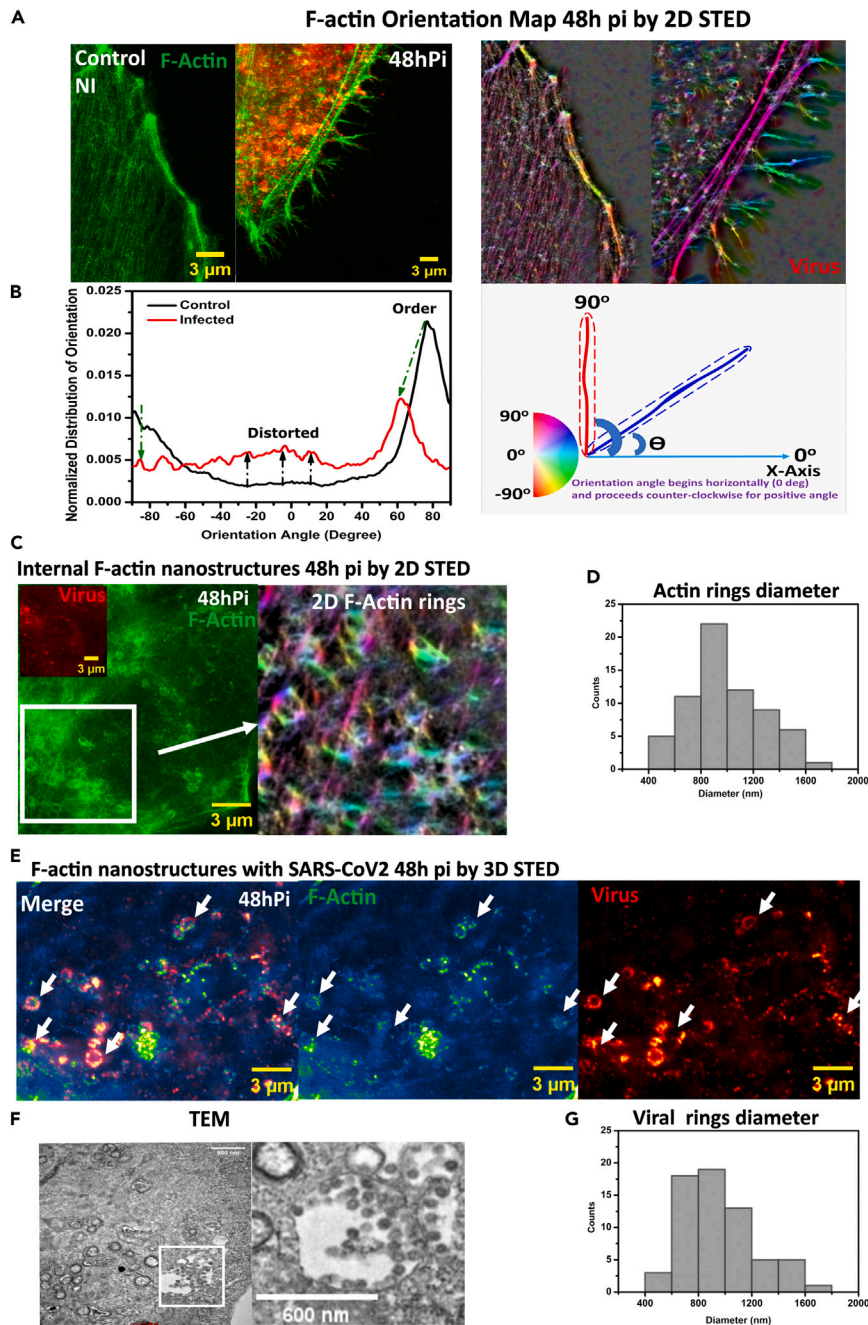 A
F-actin Orientation Map 48h pi by 2D STED
Control
NI
F-Actin
48hPi
3 µm
3 µm
Virus
B
Normalized Distribution of Orientation
0.025
0.020
0.015
0.010
0.005
0.000
Control
Infected
Order
Distorted
-80 -60 -40 -20 0 20 40 60 80
Orientation Angle (Degree)
90°
90°
0°
-90°
ϴ
0°
X-Axis
Orientation angle begins horizontally (0 deg)
and proceeds counter-clockwise for positive angle
C
Internal F-actin nanostructures 48h pi by 2D STED
Virus
3 µm
48hPi
F-Actin
3 µm
2D F-Actin rings
D
Actin rings diameter
Counts
25
20
15
10
5
0
400 800 1200 1600 2000
Diameter (nm)
E
F-actin nanostructures with SARS-CoV2 48h pi by 3D STED
Merge
48hPi
F-Actin
Virus
3 µm
3 µm
3 µm
F
TEM
600 nm
G
Viral rings diameter
Counts
25
20
15
10
5
0
400 800 1200 1600 2000
Diameter (nm)